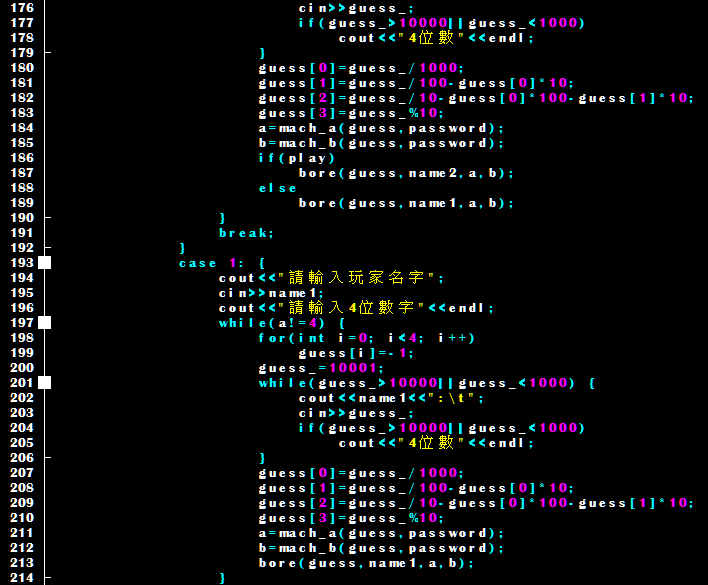 176 cin>>guess_;
177 if(guess_>10000||guess_<1000)
178 cout<<"4位數"<<endl;
179 }
180 guess[0]=guess_/1000;
181 guess[1]=guess_/100-guess[0]*10;
182 guess[2]=guess_/10-guess[0]*100-guess[1]*10;
183 guess[3]=guess_%10;
184 a=mach_a(guess,password);
185 b=mach_b(guess,password);
186 if(play)
187 bore(guess,name2,a,b);
188 else
189 bore(guess,name1,a,b);
190 }
191 break;
192 }
193 case 1: {
194 cout<<"請輸入玩家名字";
195 cin>>name1;
196 cout<<"請輸入4位數字"<<endl;
197 while(a!=4) {
198 for(int i=0; i<4; i++)
199 guess[i]=-1;
200 guess_=10001;
201 while(guess_>10000||guess_<1000) {
202 cout<<name1<<":\t";
203 cin>>guess_;
204 if(guess_>10000||guess_<1000)
205 cout<<"4位數"<<endl;
206 }
207 guess[0]=guess_/1000;
208 guess[1]=guess_/100-guess[0]*10;
209 guess[2]=guess_/10-guess[0]*100-guess[1]*10;
210 guess[3]=guess_%10;
211 a=mach_a(guess,password);
212 b=mach_b(guess,password);
213 bore(guess,name1,a,b);
214 }